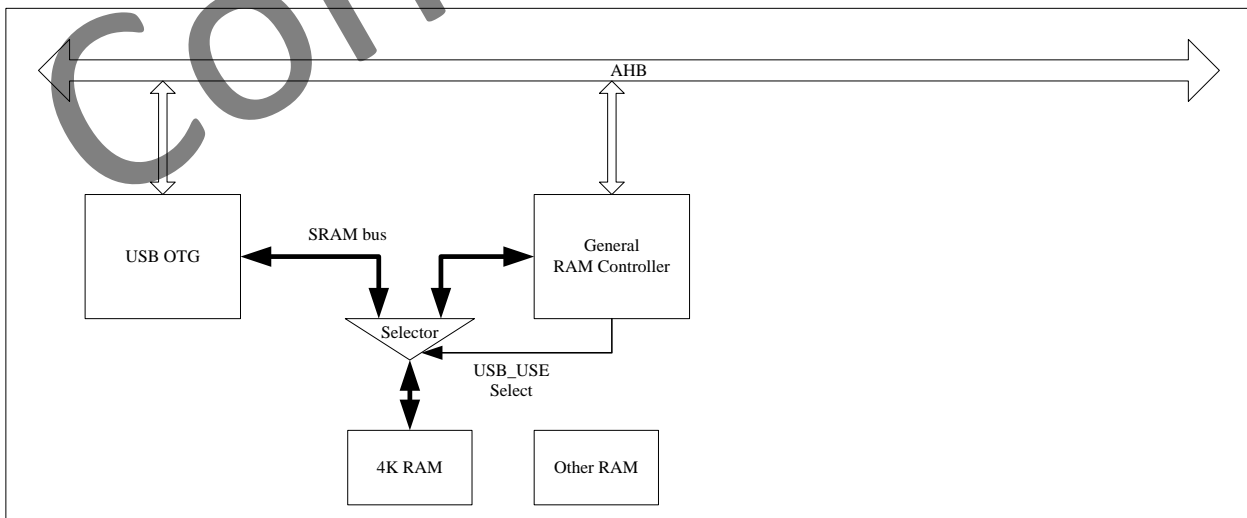 AHB
USB OTG
SRAM bus
General
RAM Controller
Selector
USB_USE
Select
4K RAM
Other RAM